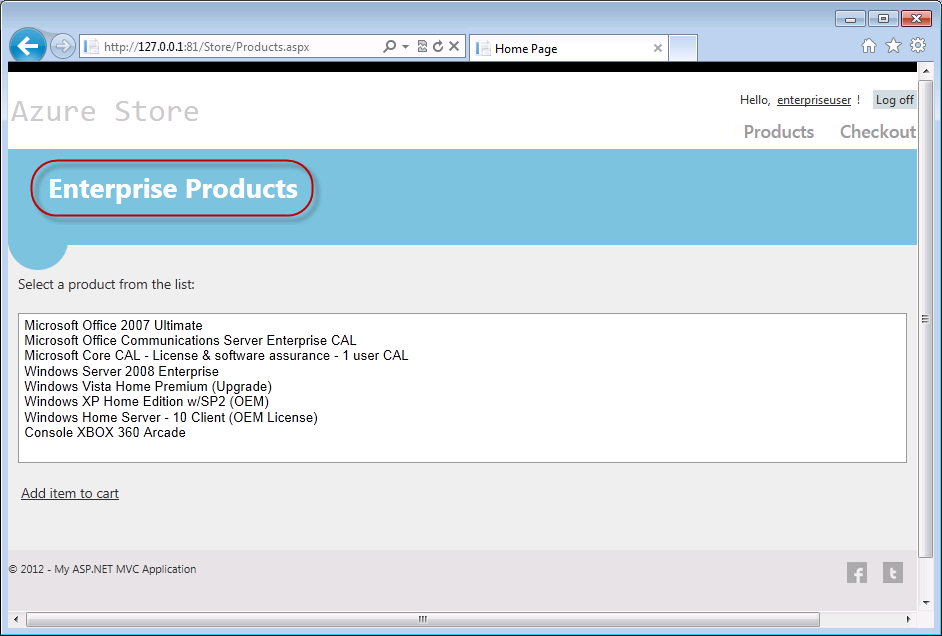 http://127.0.0.1:81/Store/Products.aspx
Home Page
Azure Store
Hello, enterpriseuser ! Log off
Products Checkout
Enterprise Products
Select a product from the list:
Microsoft Office 2007 Ultimate
Microsoft Office Communications Server Enterprise CAL
Microsoft Core CAL - License & software assurance - 1 user CAL
Windows Server 2008 Enterprise
Windows Vista Home Premium (Upgrade)
Windows XP Home Edition w/SP2 (OEM)
Windows Home Server - 10 Client (OEM License)
Console XBOX 360 Arcade
Add item to cart
© 2012 - My ASP.NET MVC Application